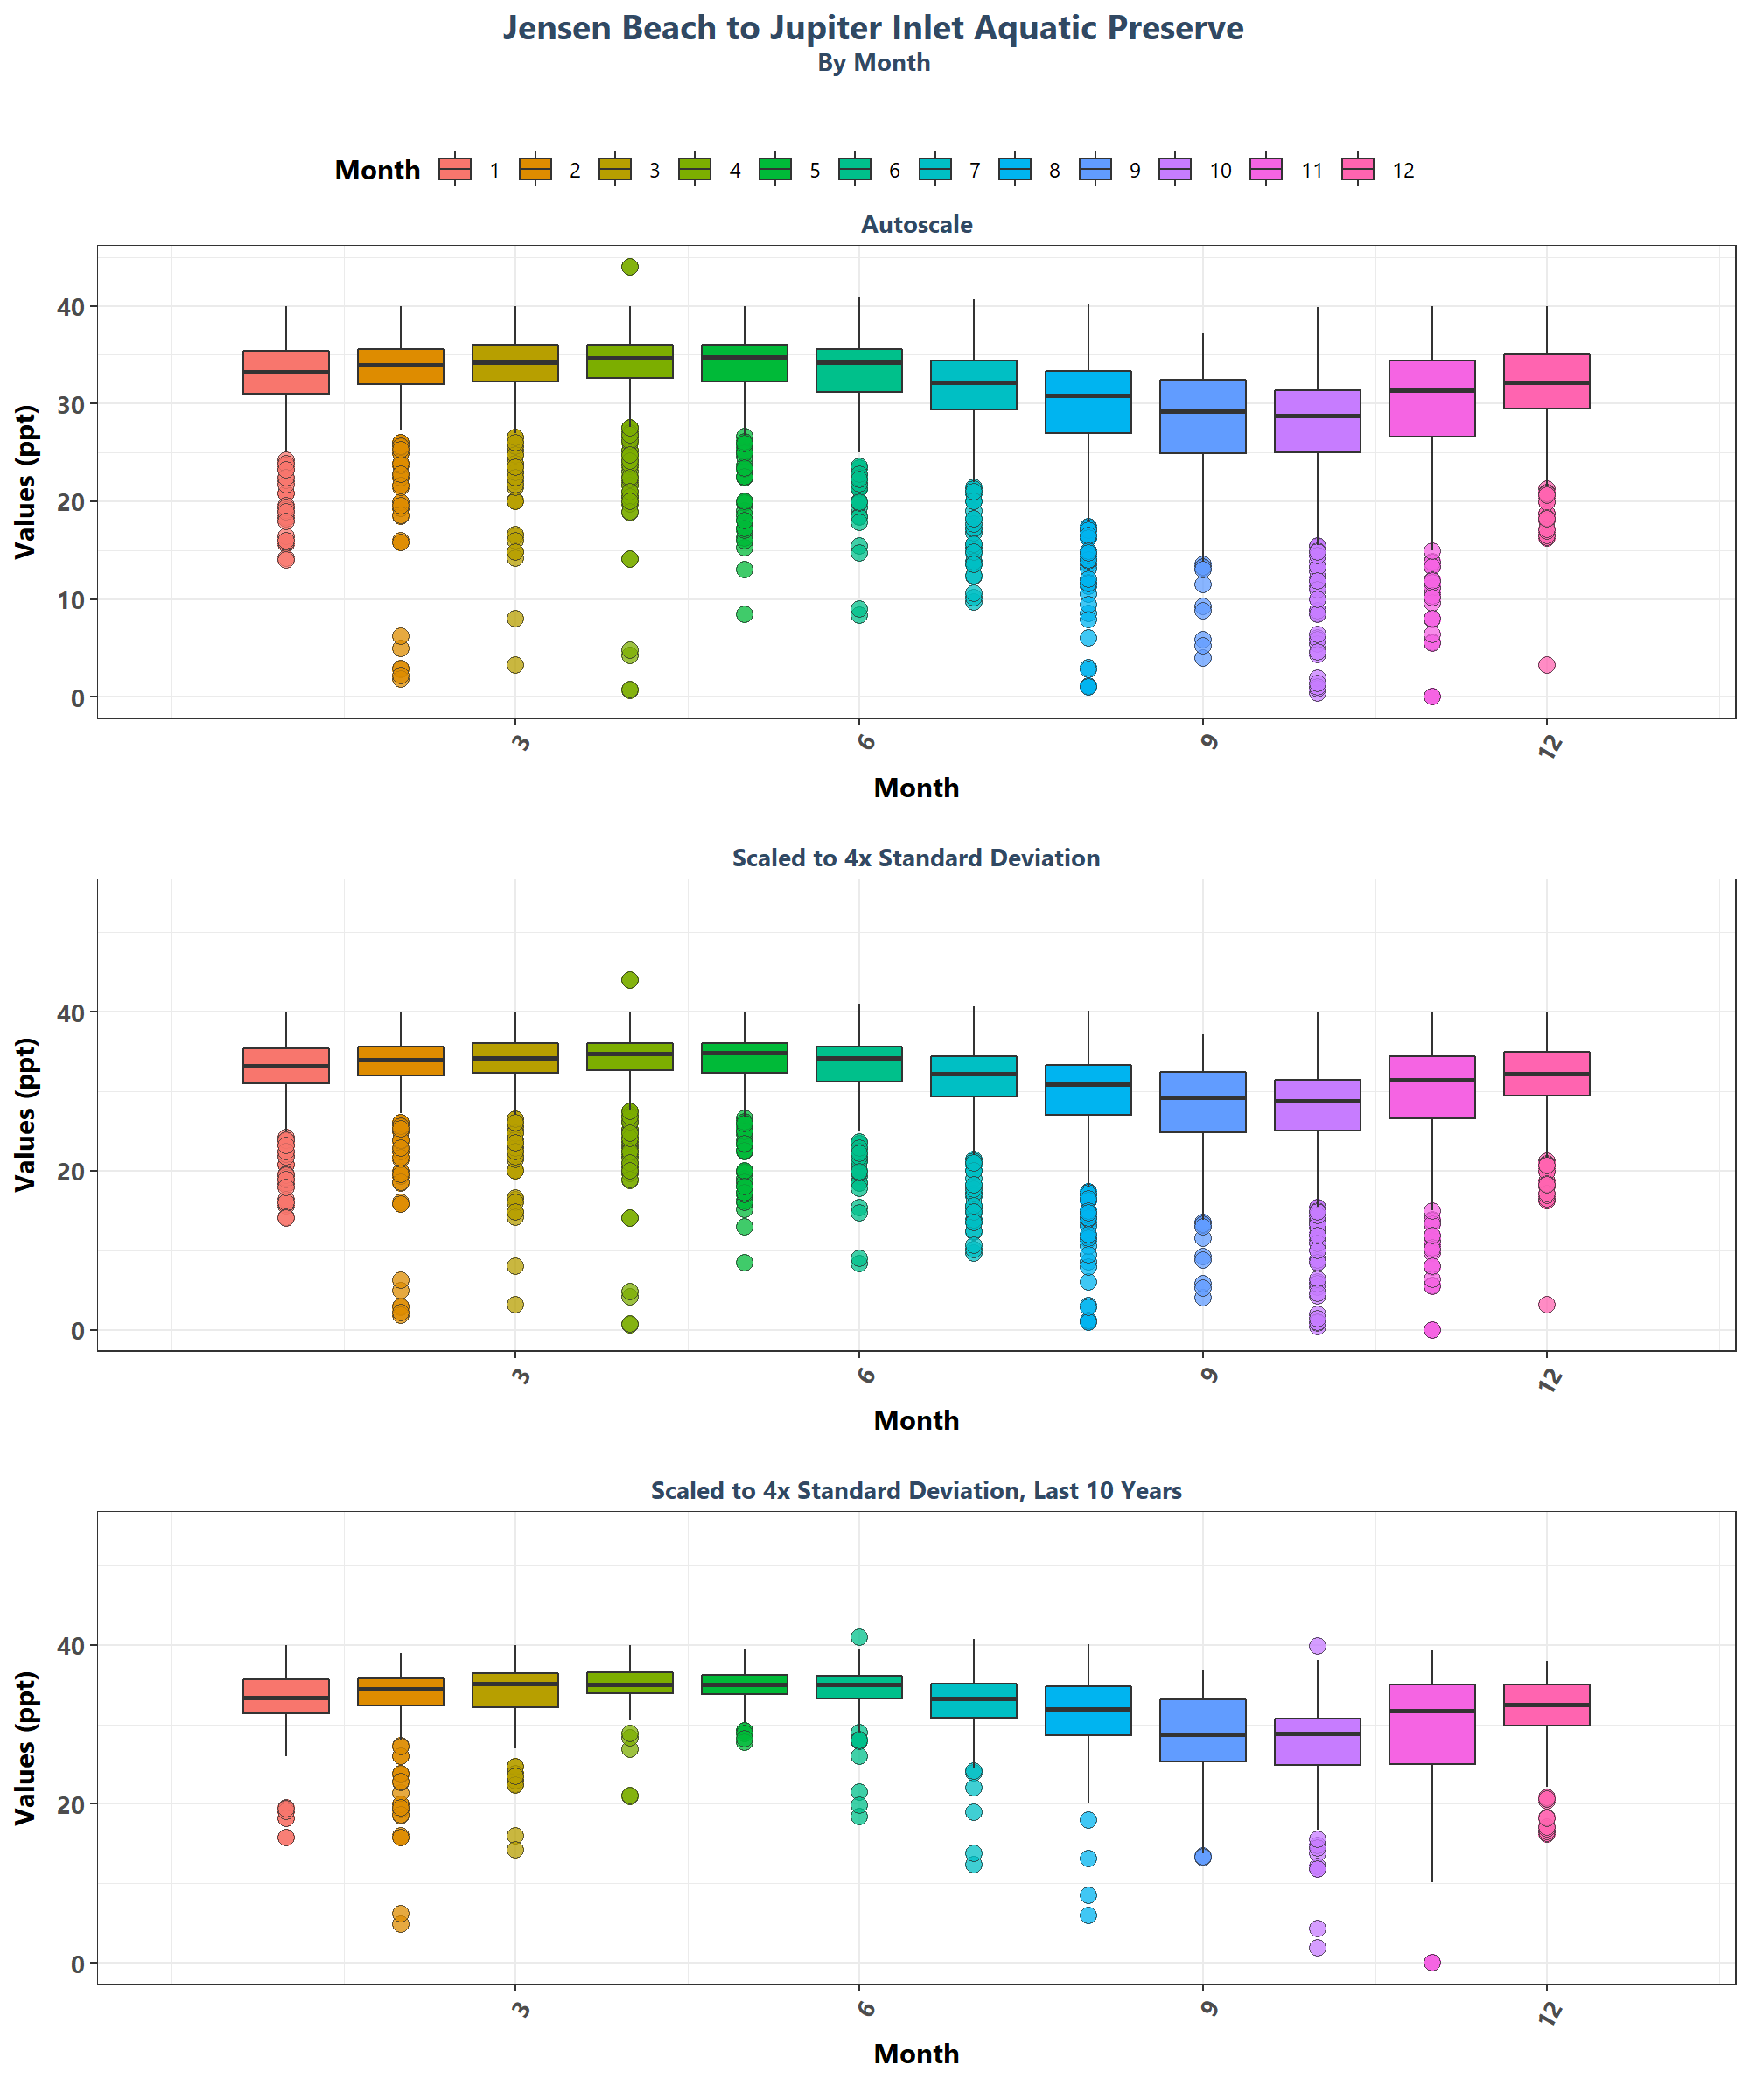 Jensen Beach to Jupiter Inlet Aquatic Preserve
By Month
Month 1 2 3 4 5 6 7 8 9 10 11 12
Autoscale
Values (ppt)
40
30
20
10
0
3 6 9 12
Month
Scaled to 4x Standard Deviation
Values (ppt)
40
20
0
3 6 9 12
Month
Scaled to 4x Standard Deviation, Last 10 Years
Values (ppt)
40
20
0
3 6 9 12
Month